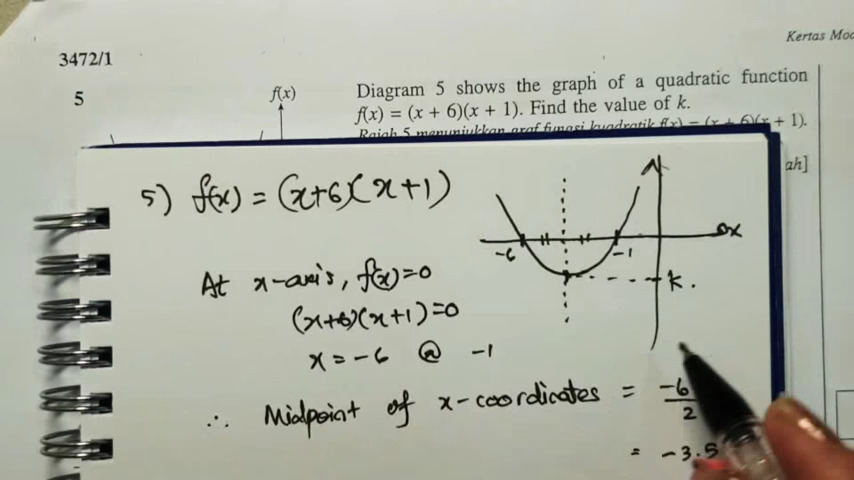 Kertas Mod
3472/1
5
f(x)
Diagram 5 shows the graph of a quadratic function
f(x) = (x + 6)(x + 1). Find the value of k.
Rajah 5 menunjukkan graf fungsi kuadratik f(x) = (x + 6)(x + 1).
ah]
5) f(x) = (x+6)(x+1)
x
-6
-1
k.
At x-axis, f(x)=0
(x+6)(x+1)=0
x = -6 @ -1
∴ Midpoint of x-coordinates = -6
2
= -3.5